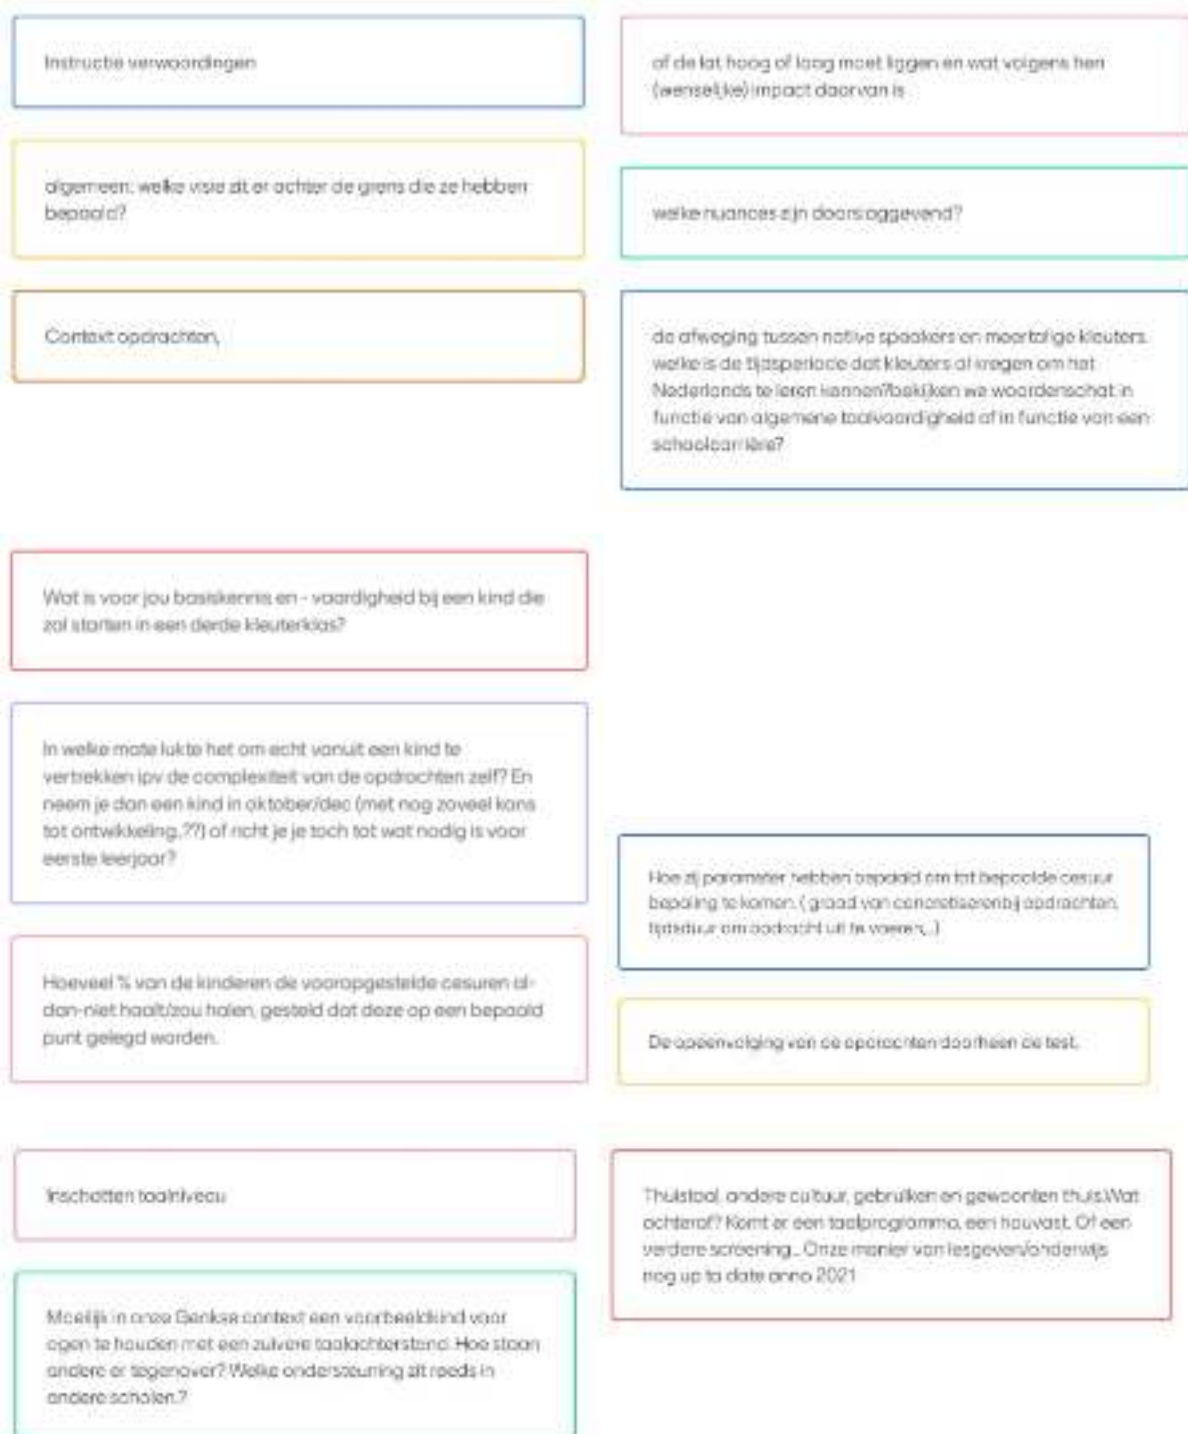 Instructie verwoordingen
algemeen: welke visie zit er achter de grens die ze hebben
bepaald?
Context opdrachten,
of de lat hoog of laag moet liggen en wat volgens hen
(wenselijke) impact daarvan is
welke nuances zijn doorslaggevend?
de afweging tussen native speakers en meertalige kleuters.
welke is de tijdsperiode dat kleuters al kregen om het
Nederlands te leren kennen?bekijken we woordenschat in
functie van algemene taalvaardigheid of in functie van een
schoolcarrière?
Wat is voor jou basiskennis en - vaardigheid bij een kind die
zal starten in een derde kleuterklas?
In welke mate lukte het om echt vanuit een kind te
vertrekken ipv de complexiteit van de opdrachten zelf? En
neem je dan een kind in oktober/dec (met nog zoveel kans
tot ontwikkeling..??) of richt je je toch tot wat nodig is voor
eerste leerjaar?
Hoeveel % van de kinderen de vooropgestelde cesuren al-
dan-niet haalt/zou halen, gesteld dat deze op een bepaald
punt gelegd worden.
Hoe zij parameter hebben bepaald om tot bepaalde cesuur
bepaling te komen. ( graad van concretiserenbij opdrachten,
tijdsduur om opdracht uit te voeren,..)
De opeenvolging van de opdrachten doorheen de test.
Inschatten taalniveau
Moeilijk in onze Genkse context een voorbeeldkind voor
ogen te houden met een zuivere taalachterstand. Hoe staan
andere er tegenover? Welke ondersteuning zit reeds in
andere scholen.?
Thuistaal, andere cultuur, gebruiken en gewoonten thuis.Wat
achteraf? Komt er een taalprogramma, een houvast. Of een
verdere screening... Onze manier van lesgeven/onderwijs
nog up to date anno 2021